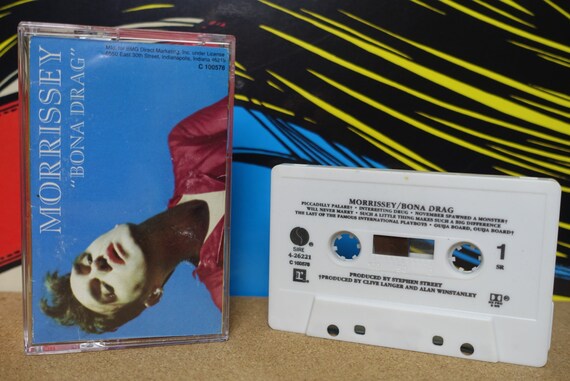 MORRISSEY
"BONA DRAG"
Mfd. for BMG Direct Marketing, Inc. under License
6550 East 30th Street, Indianapolis, Indiana 46219
C 100576
MORRISSEY/BONA DRAG
PICCADILLY PALARE† • INTERESTING DRUG • NOVEMBER SPAWNED A MONSTER†
WILL NEVER MARRY • SUCH A LITTLE THING MAKES SUCH A BIG DIFFERENCE
THE LAST OF THE FAMOUS INTERNATIONAL PLAYBOYS • OUIJA BOARD, OUIJA BOARD†
SIRE
4-26221
C 100576
1
SR.
r
PRODUCED BY STEPHEN STREET
†PRODUCED BY CLIVE LANGER AND ALAN WINSTANLEY